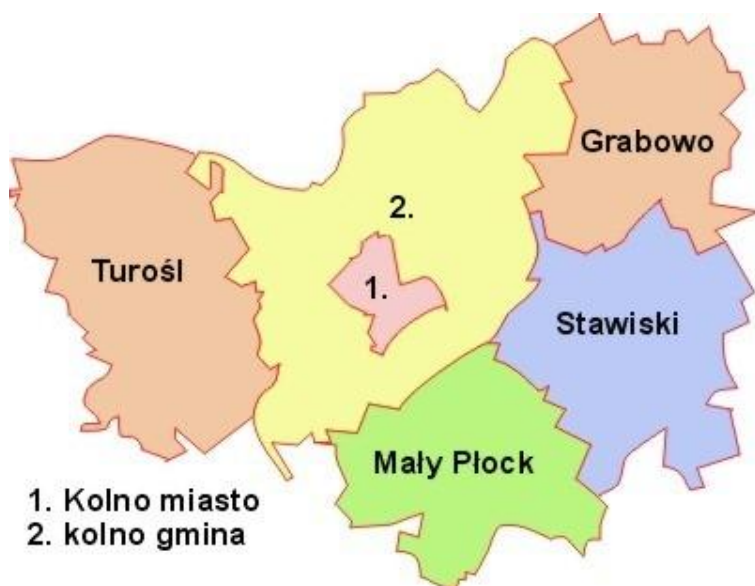 Grabowo
2.
Turośl
1.
Stawiski
Mały Płock
1. Kolno miasto
2. kolno gmina